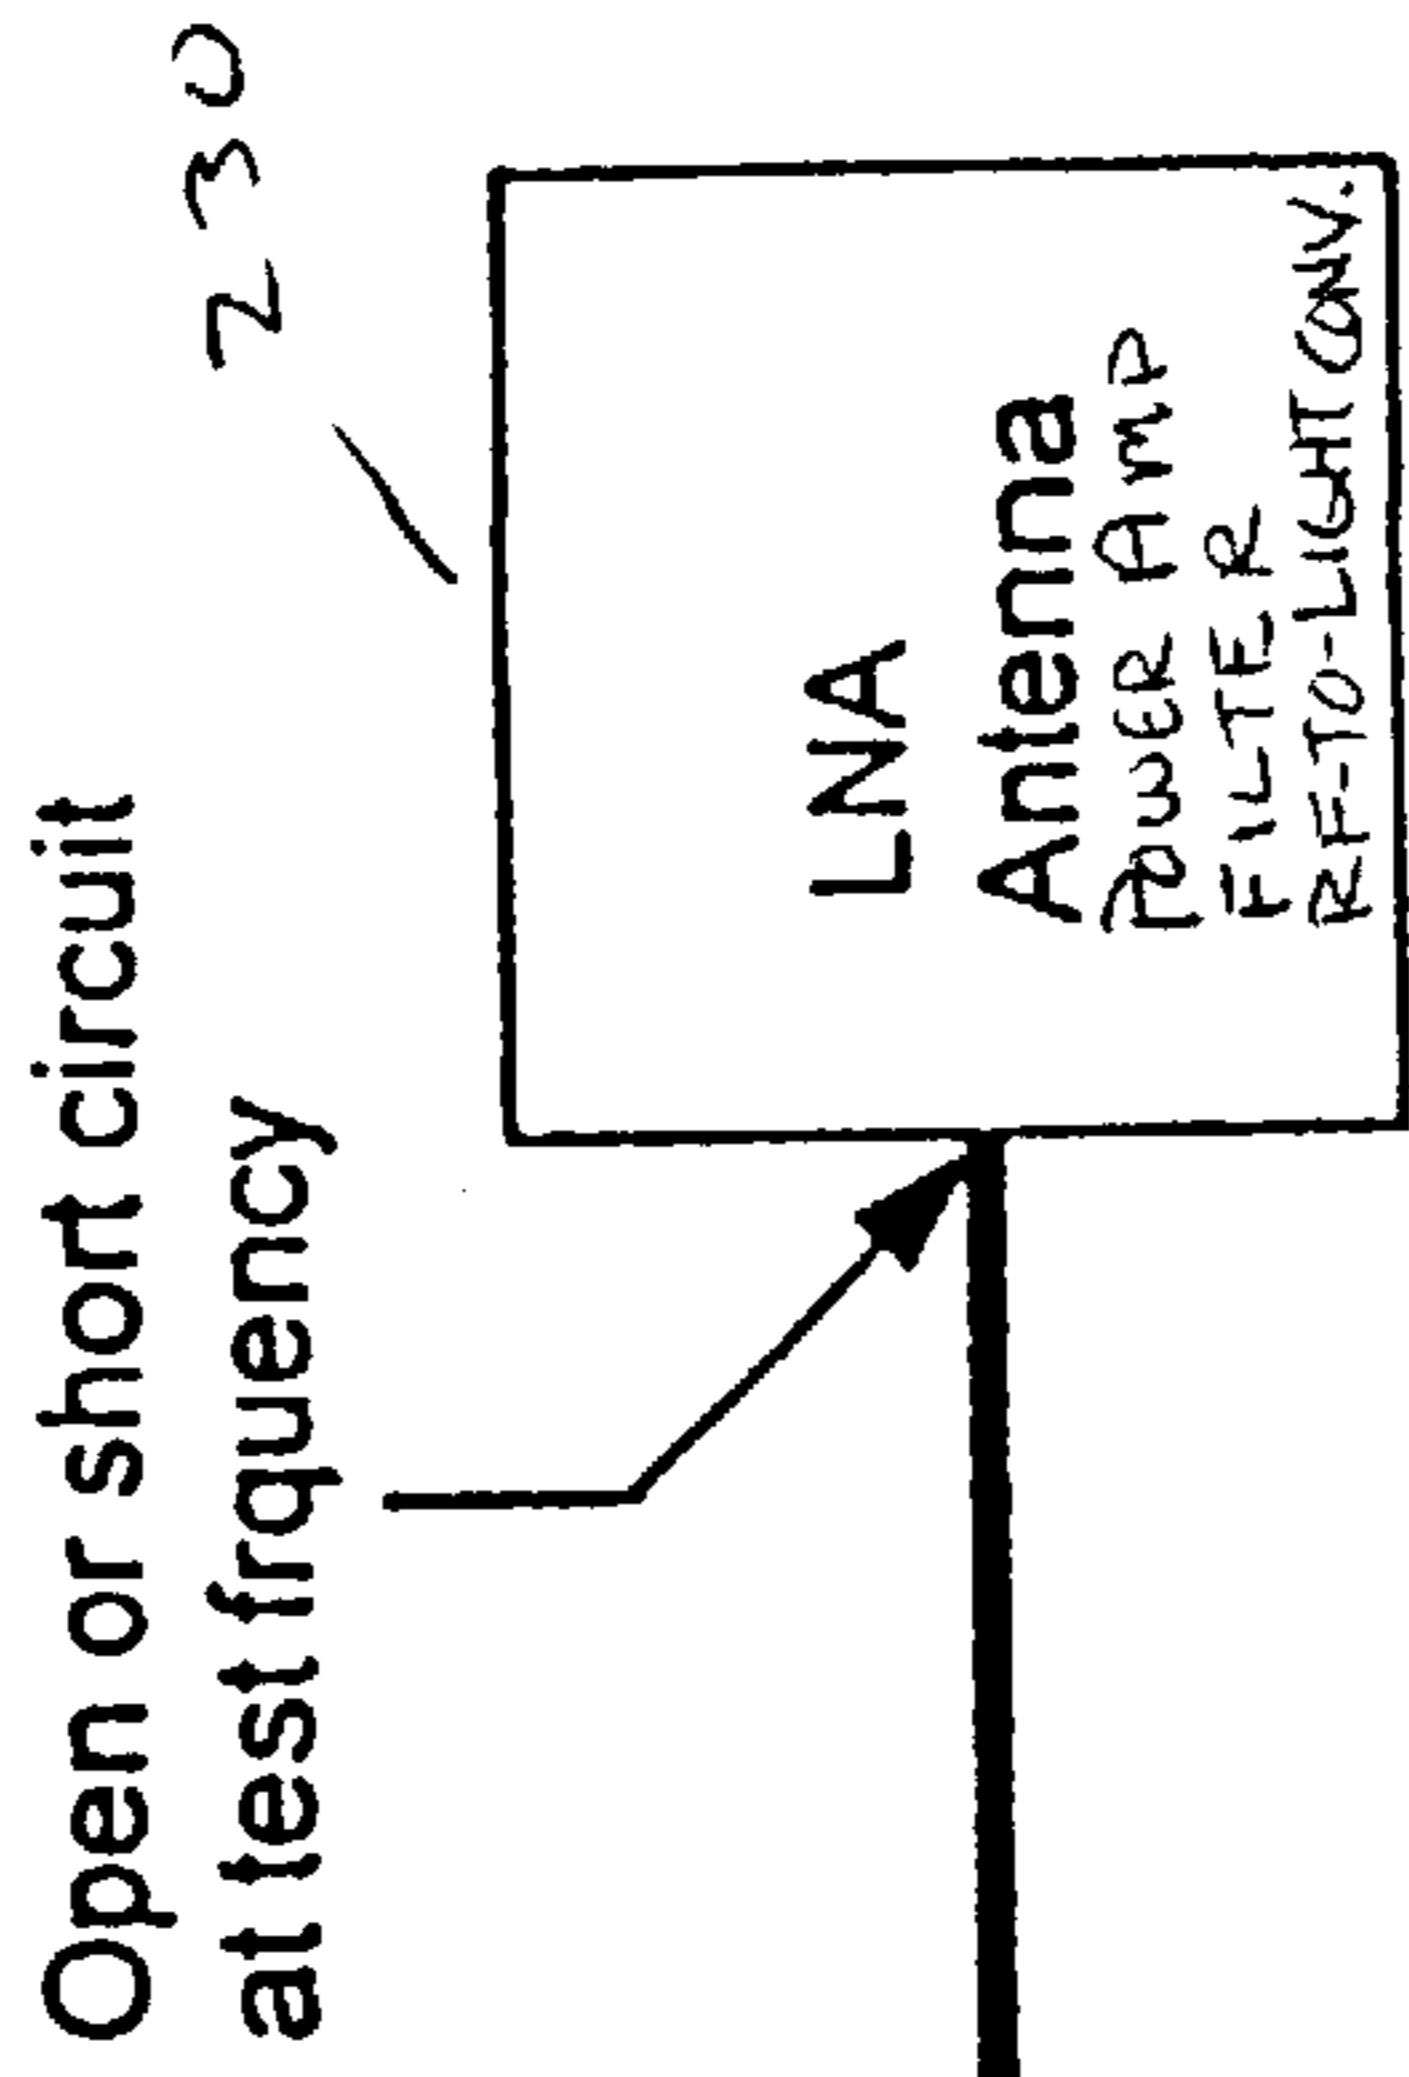 Open or short circuit
at test frquency
230
LNA
Antenna
POWER AMP
FILTER
RF-TO-LIGHT CONV.